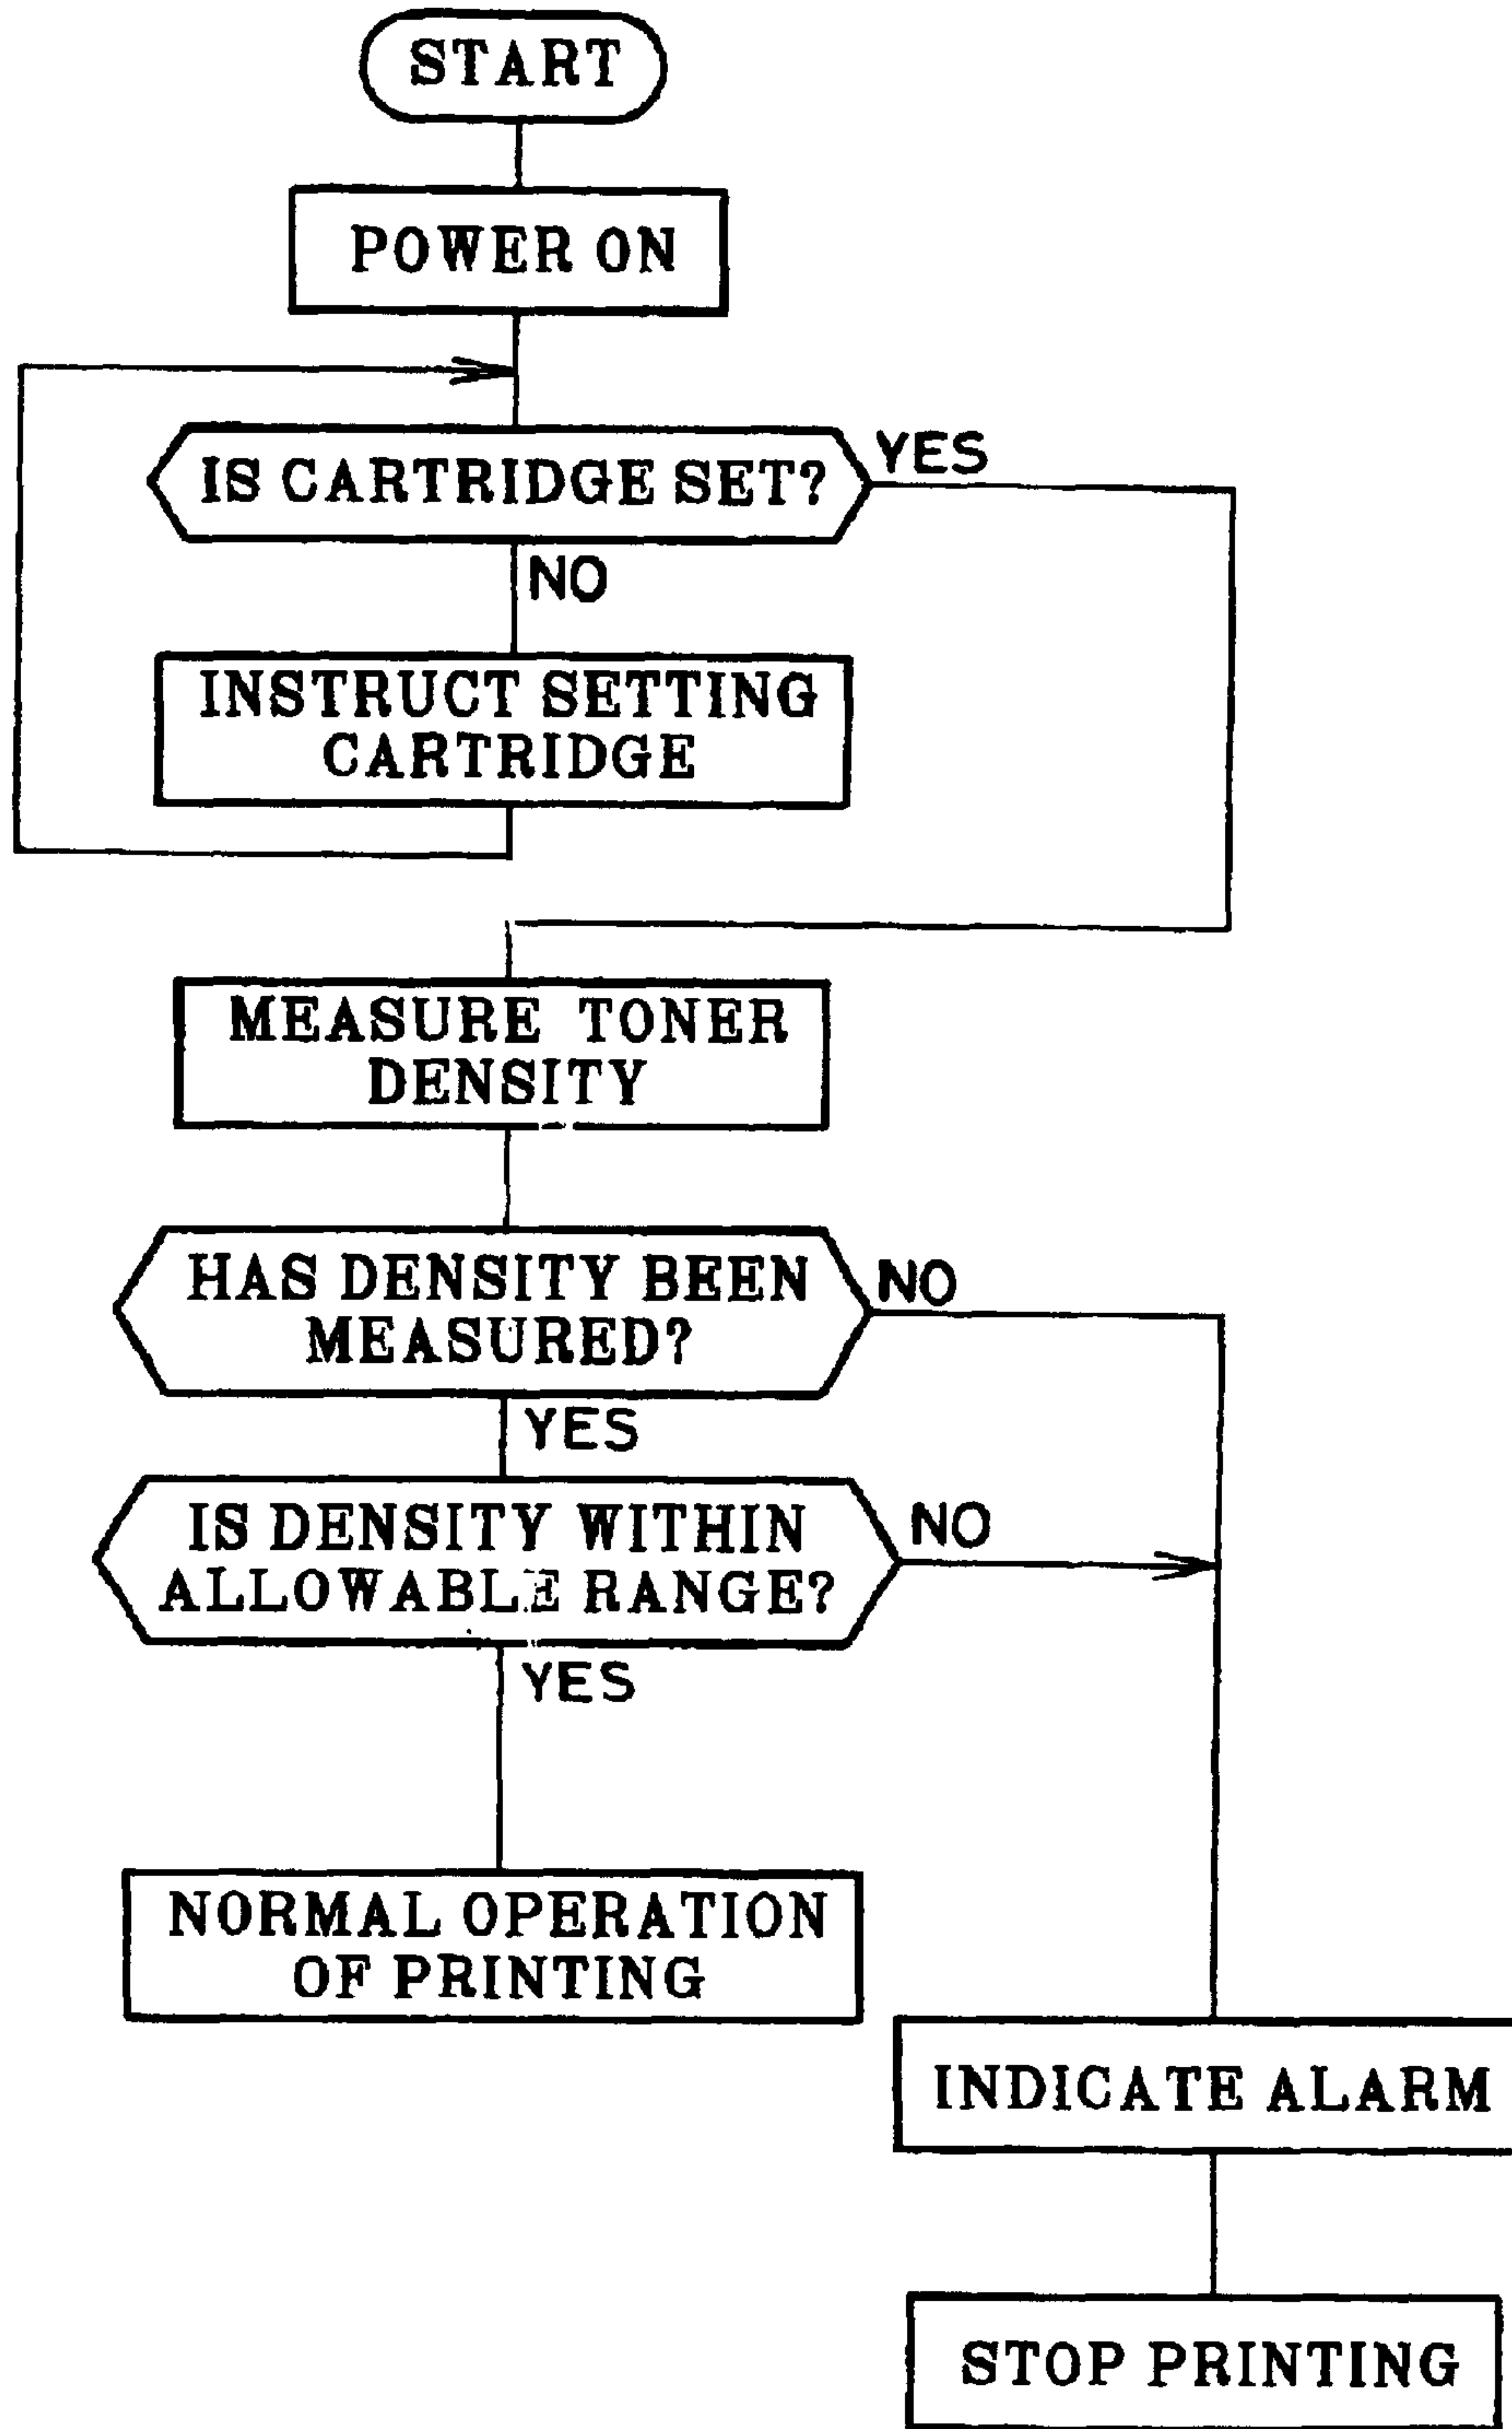 START
POWER ON
IS CARTRIDGE SET?
YES
NO
INSTRUCT SETTING
CARTRIDGE
MEASURE TONER
DENSITY
HAS DENSITY BEEN
MEASURED?
NO
YES
IS DENSITY WITHIN
ALLOWABLE RANGE?
NO
YES
NORMAL OPERATION
OF PRINTING
INDICATE ALARM
STOP PRINTING